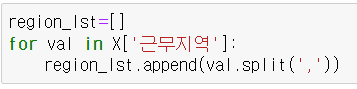 region_lst=[]
for val in X['근무지역']:
    region_lst.append(val.split(','))